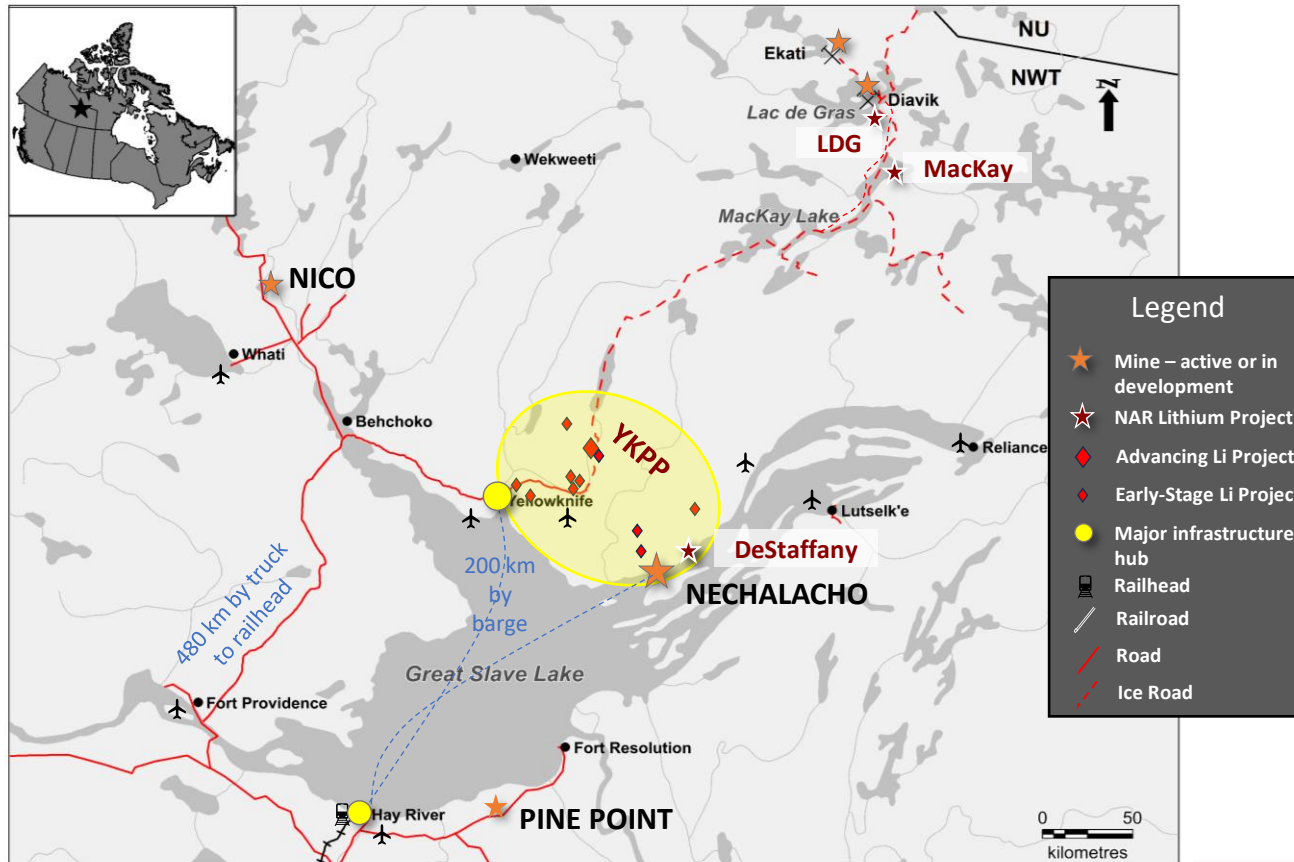 NU
NWT
N
Ekati
Diavik
Lac de Gras
LDG
MacKay
Wekweeti
MacKay Lake
NICO
Whati
Behchoko
YKPP
Yellowknife
Reliance
Lutselk'e
DeStaffany
NECHALACHO
200 km
by
barge
480 km by truck
to railhead
Great Slave Lake
Fort Providence
Fort Resolution
Hay River
PINE POINT
Legend
Mine – active or in
development
NAR Lithium Project
Advancing Li Project
Early-Stage Li Project
Major infrastructure
hub
Railhead
Railroad
Road
Ice Road
0 50
kilometres